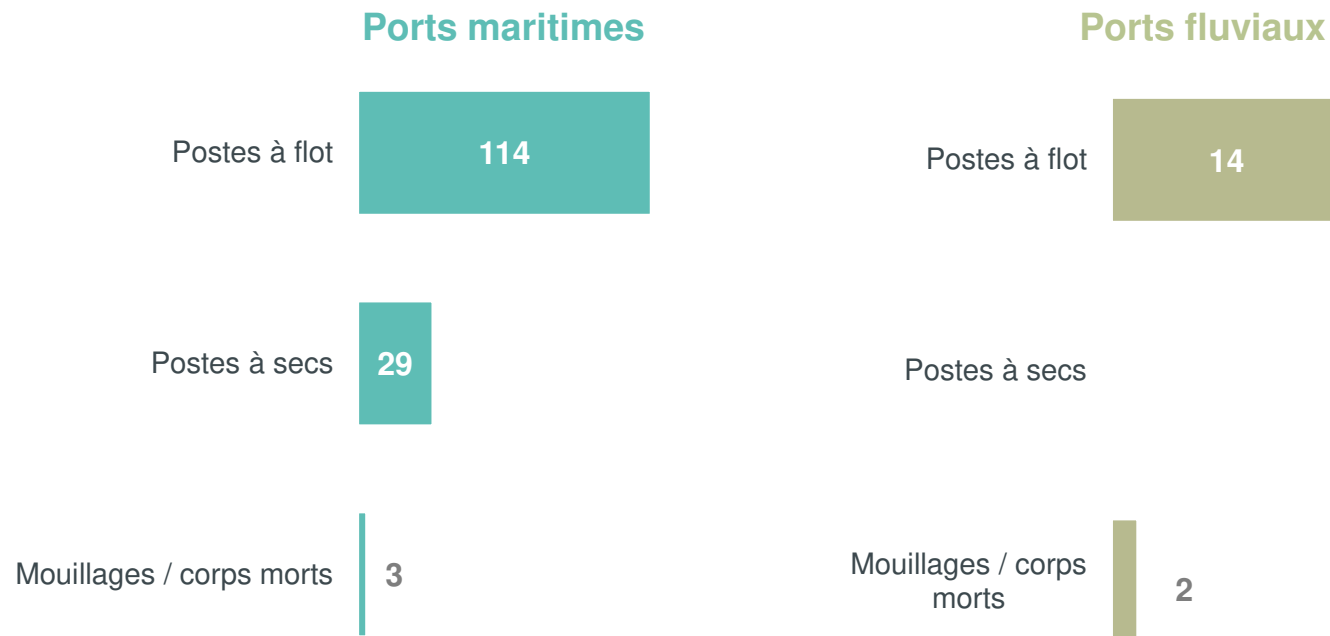 Ports maritimes
Postes à flot
114
Postes à secs
29
Mouillages / corps morts
3
Ports fluviaux
Postes à flot
14
Postes à secs
Mouillages / corps
morts
2